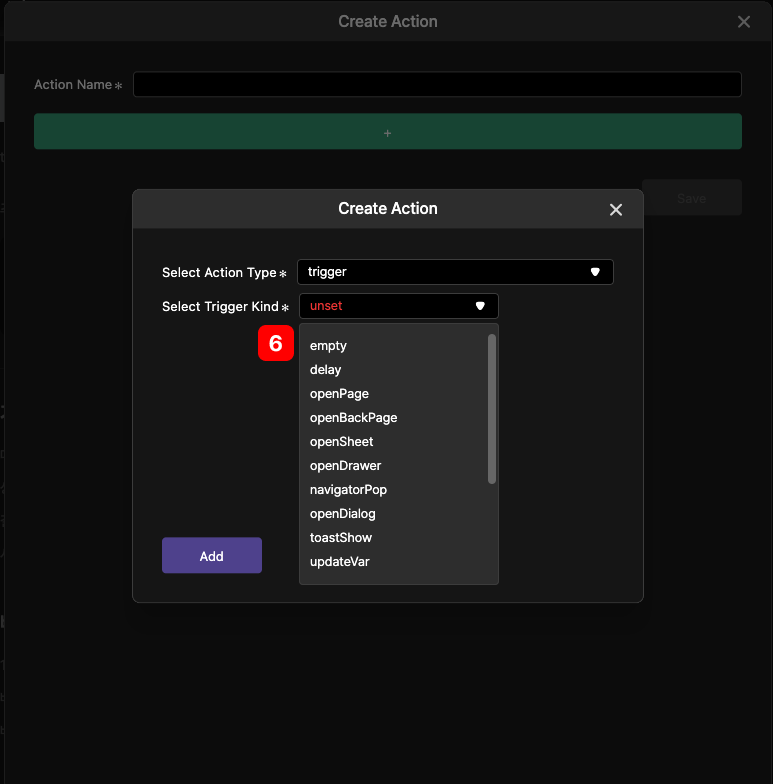 Create Action
Action Name *
+
Save
Create Action
Select Action Type * trigger
Select Trigger Kind * unset
6
empty
delay
openPage
openBackPage
openSheet
openDrawer
navigatorPop
openDialog
toastShow
updateVar
Add